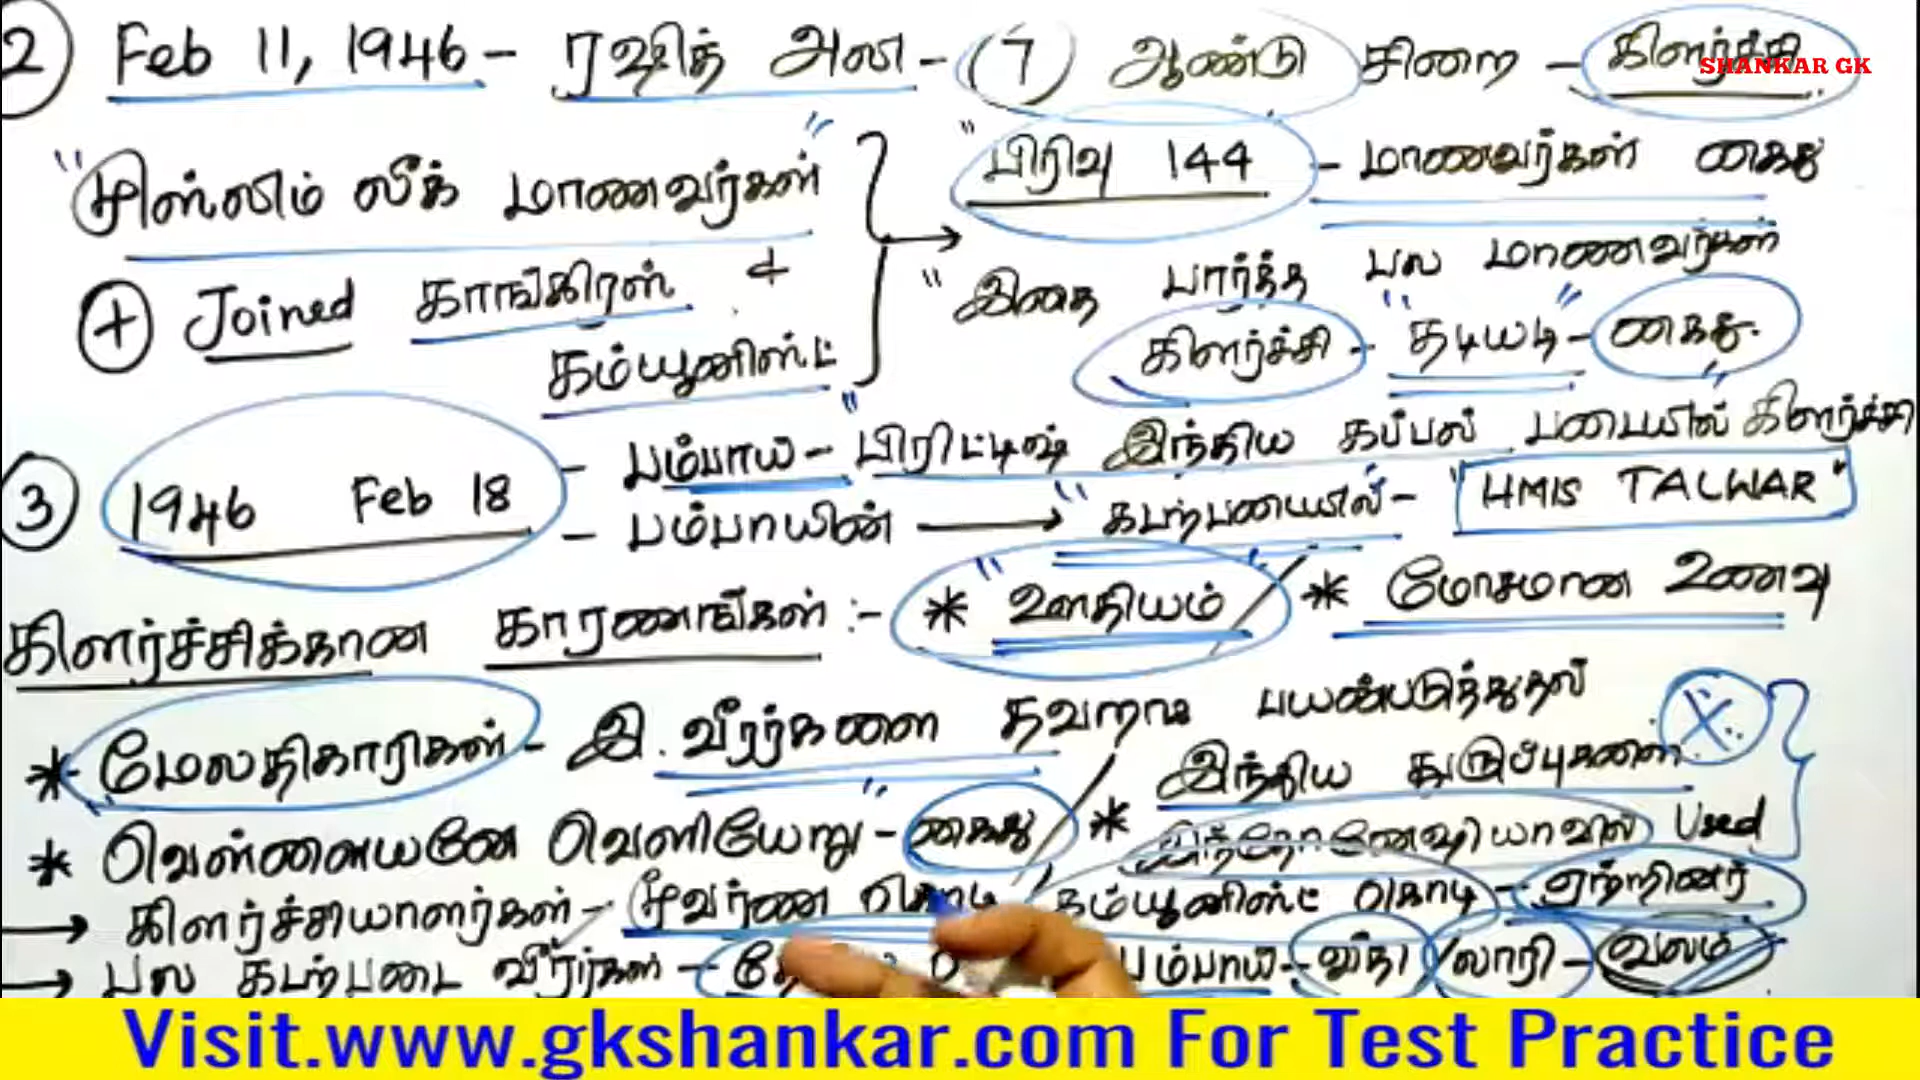 2 Feb 11, 1946 - ரஷீத் அலி - (7) ஆண்டு சிறை - கிளர்ச்சி
SHANKAR GK
"முஸ்லிம் லீக் மாணவர்கள்"
+ Joined காங்கிரஸ் +
கம்யூனிஸ்ட்
"பிரிவு 144 - மாணவர்கள் கைது
"இதை பார்த்த பல மாணவர்கள்
கிளர்ச்சி - "தடியடி" - கைது.
3 1946 Feb 18 - பம்பாய் - "பிரிட்டிஷ் இந்திய கப்பல் படையில்" கிளர்ச்சி
- பம்பாயின் → "கடற்படையில் - "HMIS TALWAR"
கிளர்ச்சிக்கான காரணங்கள் :- * "ஊதியம்" / * மோசமான உணவு
* மேலதிகாரிகள் - இ. வீரர்களை தவறாக பயன்படுத்துதல்
* "வெள்ளையனே வெளியேறு" - கைது / * இந்திய துருப்புகளை
இந்தோனேஷியாவில் Used
→ கிளர்ச்சியாளர்கள் - மூவர்ண கொடி / கம்யூனிஸ்ட் கொடி - ஏற்றினர்
→ பல கடற்படை வீரர்கள் - பம்பாய் - வீதி / லாரி - வலம்
Visit.www.gkshankar.com For Test Practice